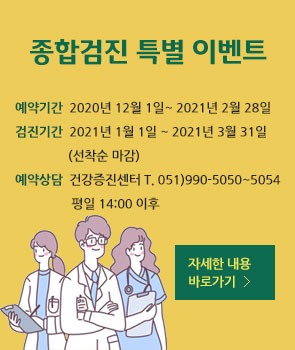 종합검진 특별 이벤트
예약기간 2020년 12월 1일~ 2021년 2월 28일
검진기간 2021년 1월 1일 ~ 2021년 3월 31일
(선착순 마감)
예약상담 건강증진센터 T. 051)990-5050~5054
평일 14:00 이후
자세한 내용
바로가기 >